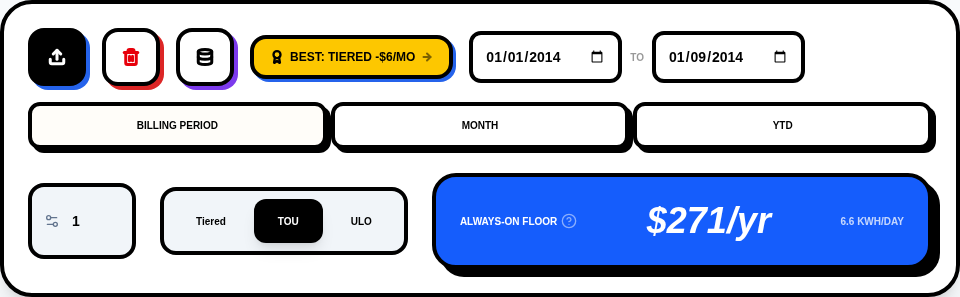 BEST: TIERED -$6/MO →
01/01/2014
TO
01/09/2014
BILLING PERIOD
MONTH
YTD
1
Tiered
TOU
ULO
ALWAYS-ON FLOOR ?
$271/yr
6.6 KWH/DAY